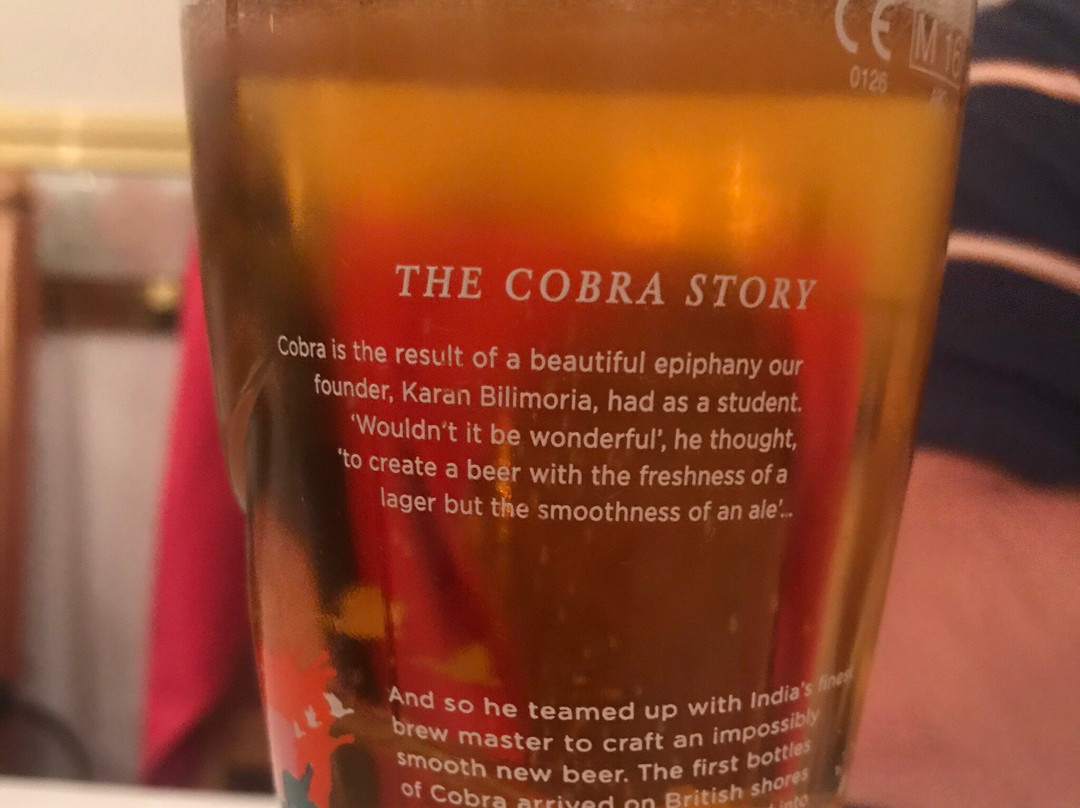 CE M 16
0126
THE COBRA STORY
Cobra is the result of a beautiful epiphany our
founder, Karan Bilimoria, had as a student.
‘Wouldn’t it be wonderful’, he thought,
‘to create a beer with the freshness of a
lager but the smoothness of an ale’...
And so he teamed up with India’s finest
brew master to craft an impossibly
smooth new beer. The first bottles
of Cobra arrived on British shores
into